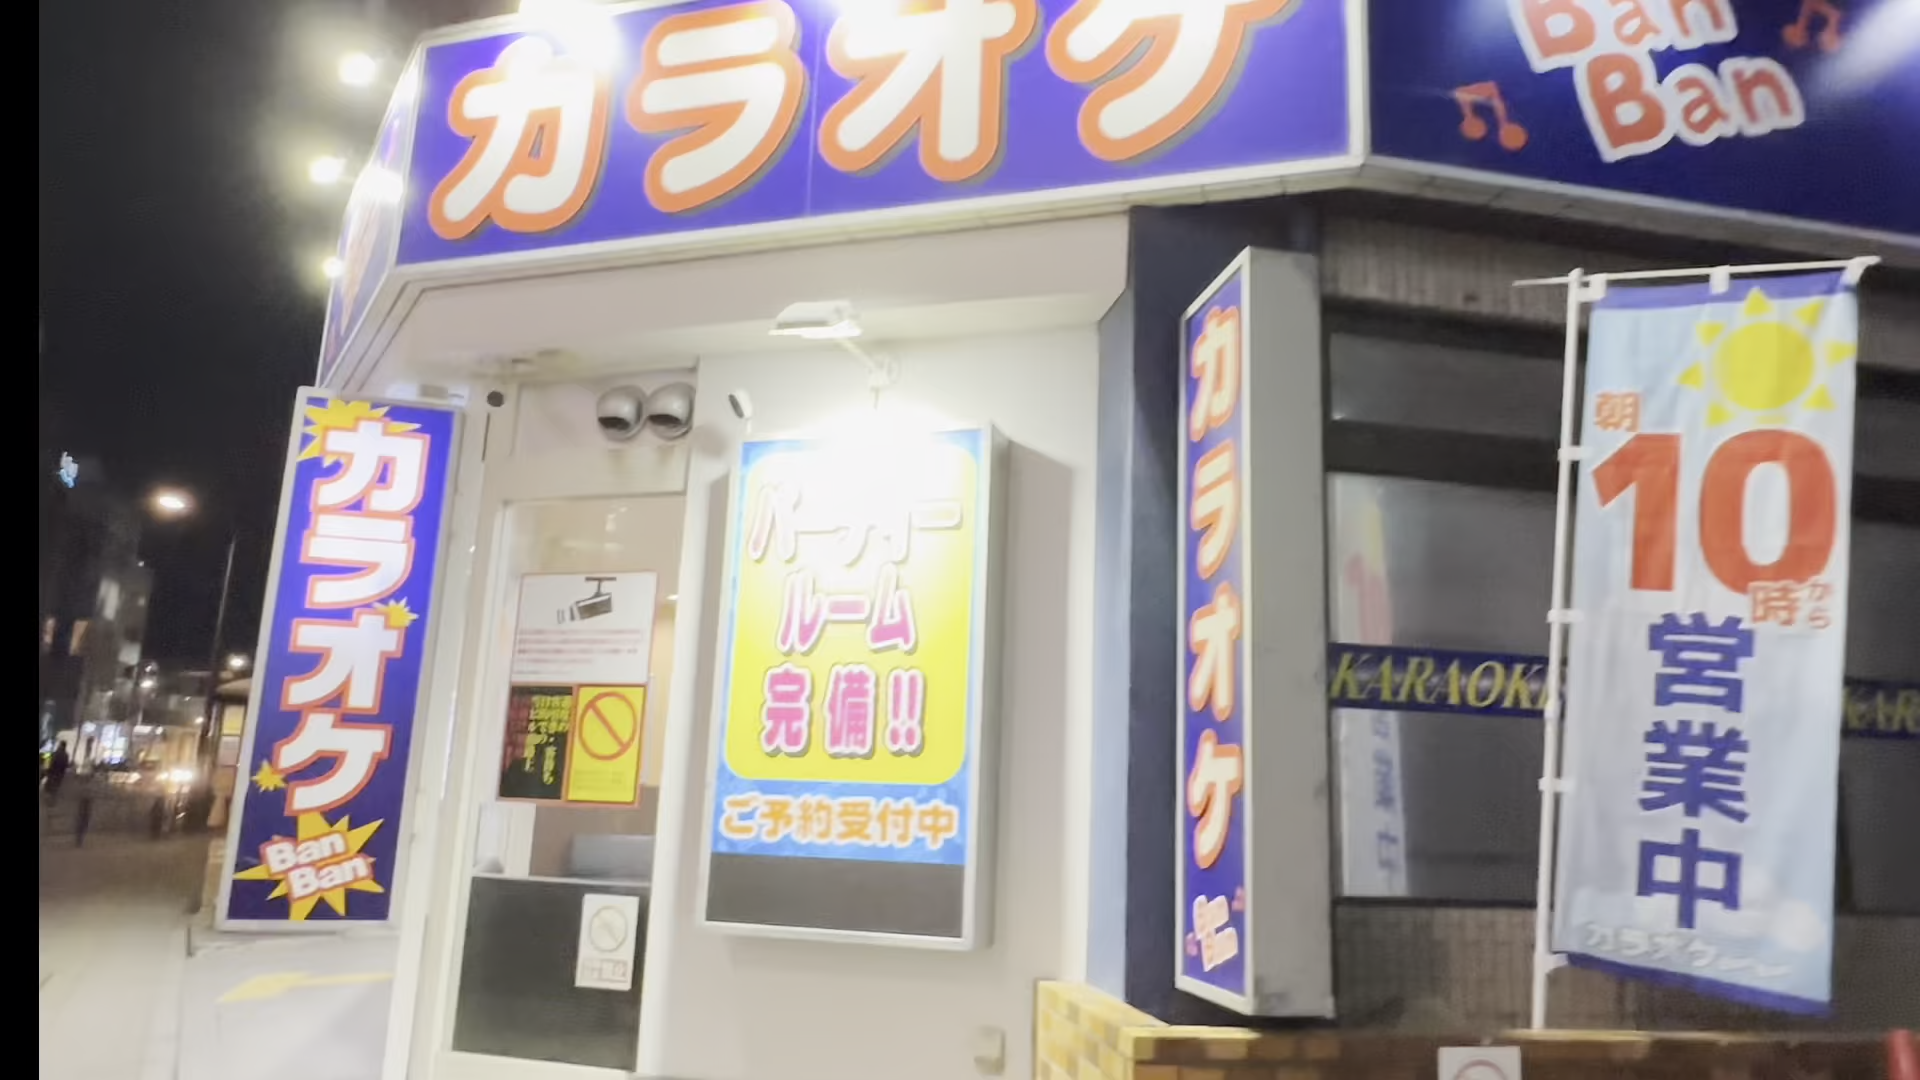 カラオケ
Ban
Ban
カラオケ
Ban
Ban
パーティー
ルーム
完備!!
ご予約受付中
カラオケ
KARAOKE
朝
10
時から
営業中
KAR